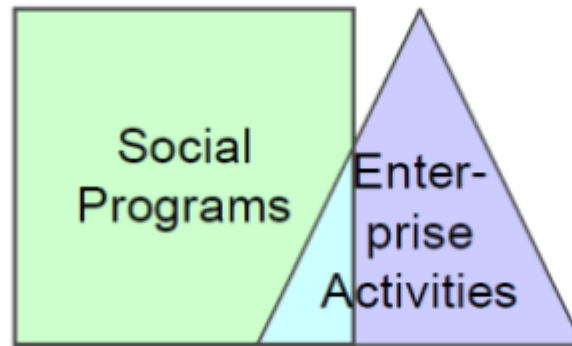 Social
Programs
Enter-
prise
Activities